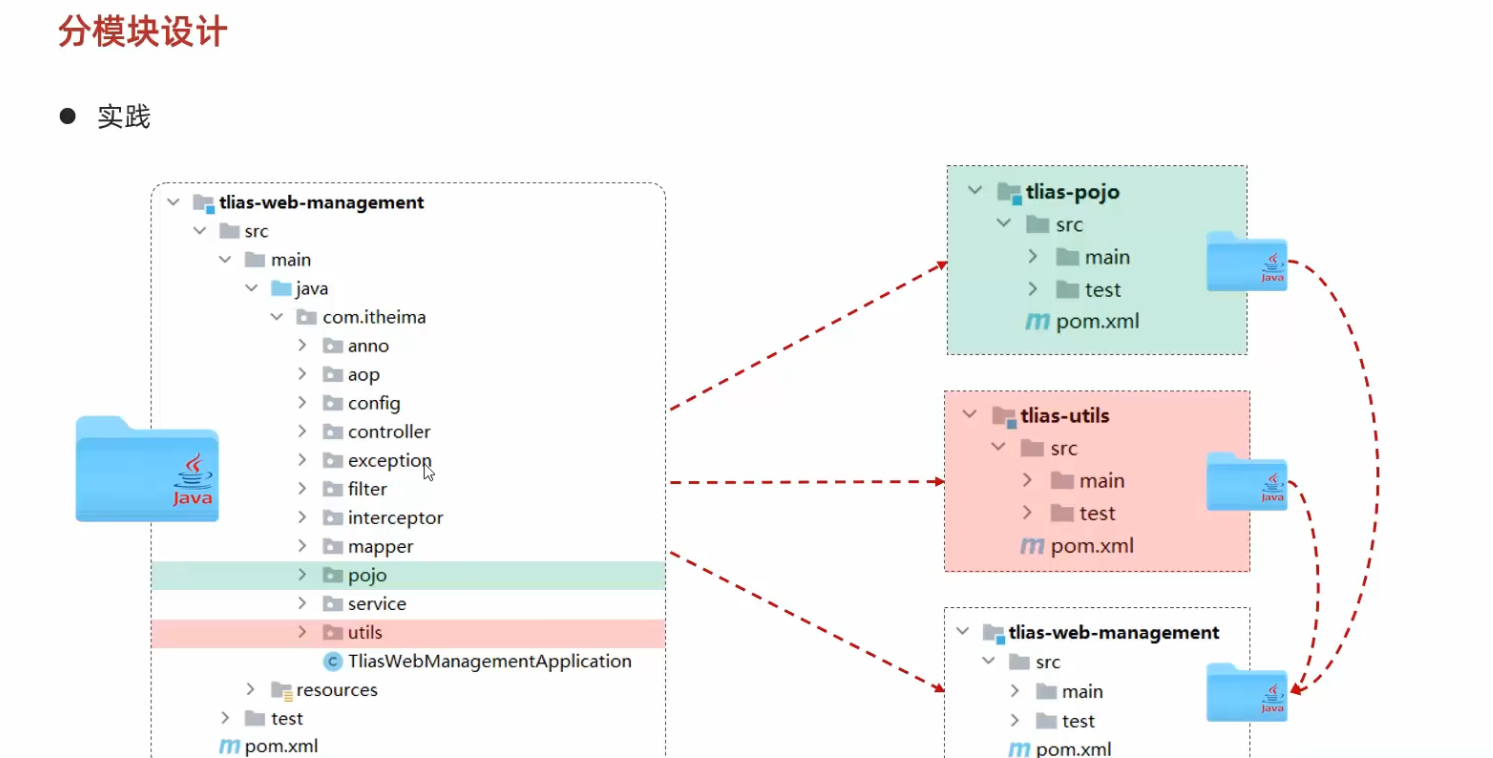 分模块设计
● 实践
tlias-web-management
src
main
java
com.itheima
anno
aop
config
controller
exception
filter
interceptor
mapper
pojo
service
utils
C TliasWebManagementApplication
resources
test
m pom.xml
Java
tlias-pojo
src
main
test
m pom.xml
Java
tlias-utils
src
main
test
m pom.xml
Java
tlias-web-management
src
main
test
m pom.xml
Java